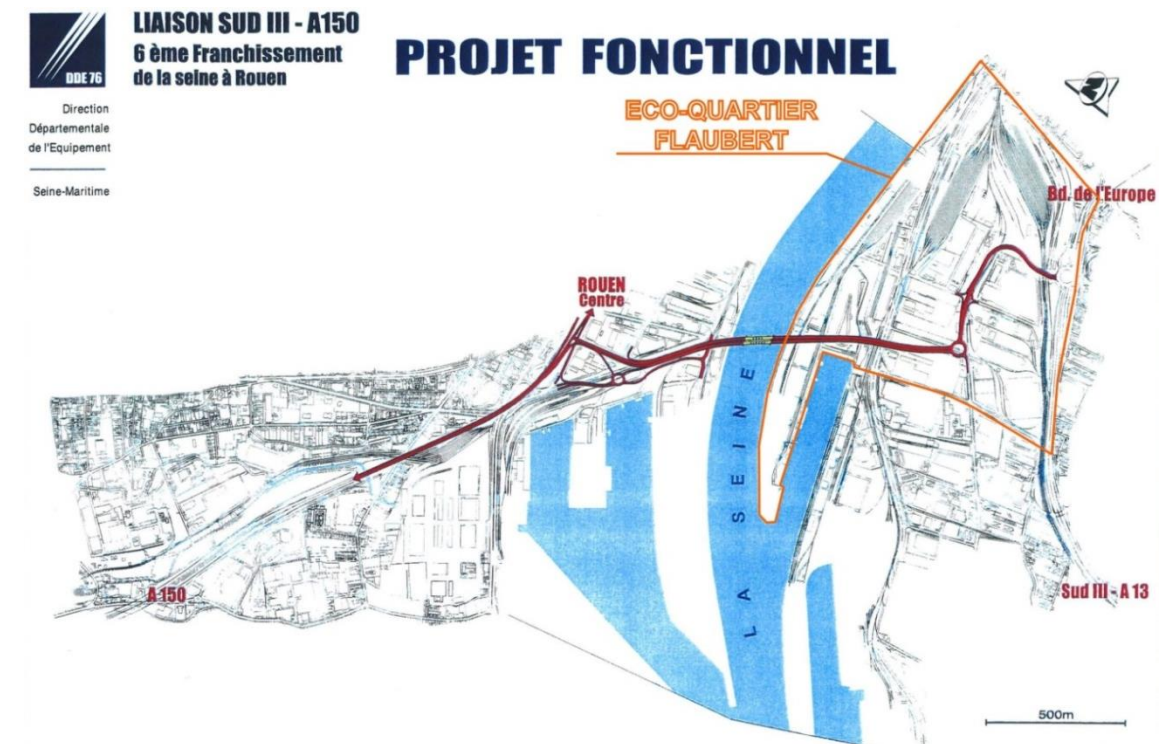 LIAISON SUD III - A150
6 ème Franchissement
de la seine à Rouen
DDE 76
Direction
Départementale
de l'Equipement
Seine-Maritime
PROJET FONCTIONNEL
ECO-QUARTIER
FLAUBERT
N
Bd. de l'Europe
ROUEN
Centre
LA SEINE
A 150
Sud III - A 13
500m